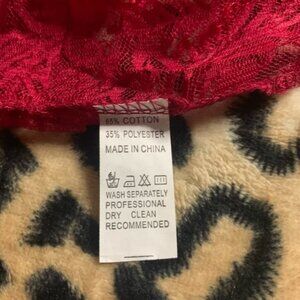 65% COTTON
35% POLYESTER
MADE IN CHINA
WASH SEPARATELY
PROFESSIONAL
DRY CLEAN
RECOMMENDED